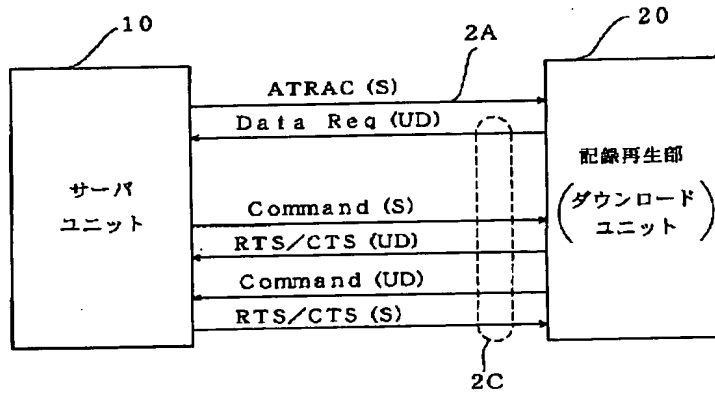 10
2A
20
ATRAC (S)
Data Req (UD)
サーバ
ユニット
記録再生部
(ダウンロード
ユニット)
Command (S)
RTS/CTS (UD)
Command (UD)
RTS/CTS (S)
2C